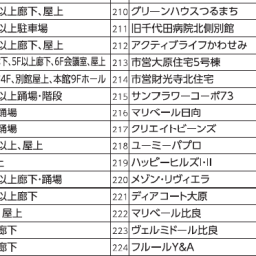 以上廊下、屋上 210 グリーンハウスつるまち
以上駐車場 211 旧千代田病院北側別館
以上廊下、屋上 212 アクティブライフかわせみ
下、5F以上廊下、6F会議室、屋上 213 市営大原住宅5号棟
4F、別館屋上、本館9Fホール 214 市営財光寺北住宅
以上踊場・階段 215 サンフラワーコーポ73
踊場 216 マリベール日向
踊場 217 クリエイトビーンズ
以上、屋上 218 ユーミーパプロ
上 219 ハッピーヒルズⅠ・Ⅱ
以上廊下・踊場 220 メゾン・リヴィエラ
以上廊下 221 ディアコート大原
、屋上 222 マリベール比良
廊下 223 ヴェルミドール比良
廊下 224 フルールY&A